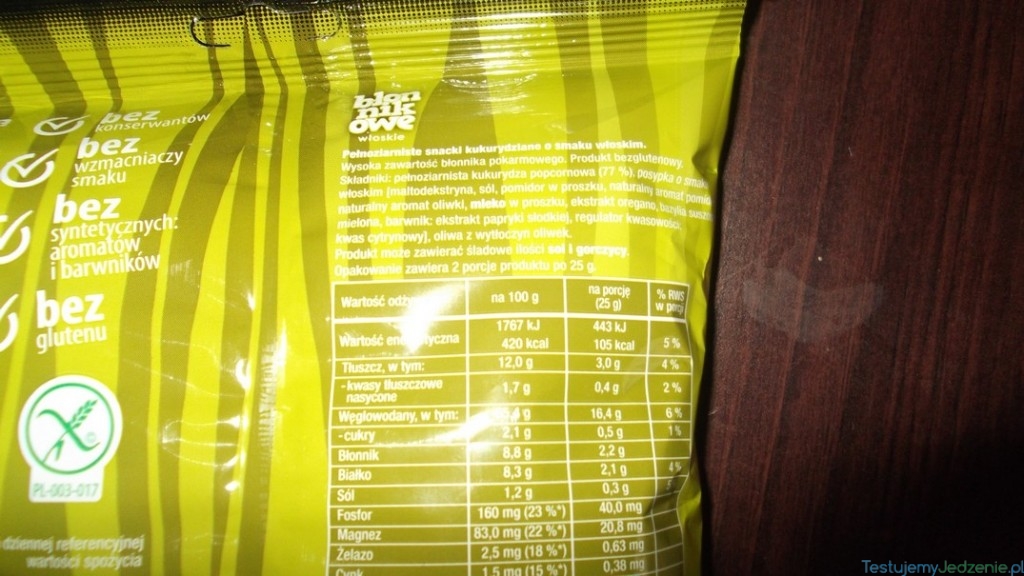 bez
konserwantów
bez
wzmacniaczy
smaku
bez
syntetycznych:
aromatów
i barwników
bez
glutenu
PL-003-017
dziennej referencyjnej
wartości spożycia
błon
nik
owe
włoskie
Pełnoziarniste snacki kukurydziane o smaku włoskim.
Wysoka zawartość błonnika pokarmowego. Produkt bezglutenowy.
Składniki: pełnoziarnista kukurydza popcornowa (77 %), posypka o smaku
włoskim [maltodekstryna, sól, pomidor w proszku, naturalny aromat
naturalny aromat oliwki, mleko w proszku, ekstrakt oregano, bazylia
mielona, barwnik: ekstrakt papryki słodkiej, regulator kwasowości:
kwas cytrynowy], oliwa z wytłoczyn oliwek.
Produkt może zawierać śladowe ilości soi i gorczycy.
Opakowanie zawiera 2 porcje produktu po 25 g.
Wartość na 100 g na porcję (25 g) % RWS w porcji
Wartość 1767 kJ 443 kJ
420 kcal 105 kcal 5 %
Tłuszcz, w tym: 12,0 g 3,0 g 4 %
-kwasy tłuszczowe
nasycone 1,7 g 0,4 g 2 %
Węglowodany, w tym: 16,4 g 6 %
-cukry 2,1 g 0,5 g 1 %
Błonnik 8,8 g 2,2 g
Białko 8,3 g 2,1 g 4 %
Sól 1,2 g 0,3 g
Fosfor 160 mg (23 %*) 40,0 mg
Magnez 83,0 mg (22 %*) 20,8 mg
Żelazo 2,5 mg (18 %*) 0,63 mg
Cynk 1,5 mg (15 %*) 0,38 mg
TestujemyJedzenie.pl